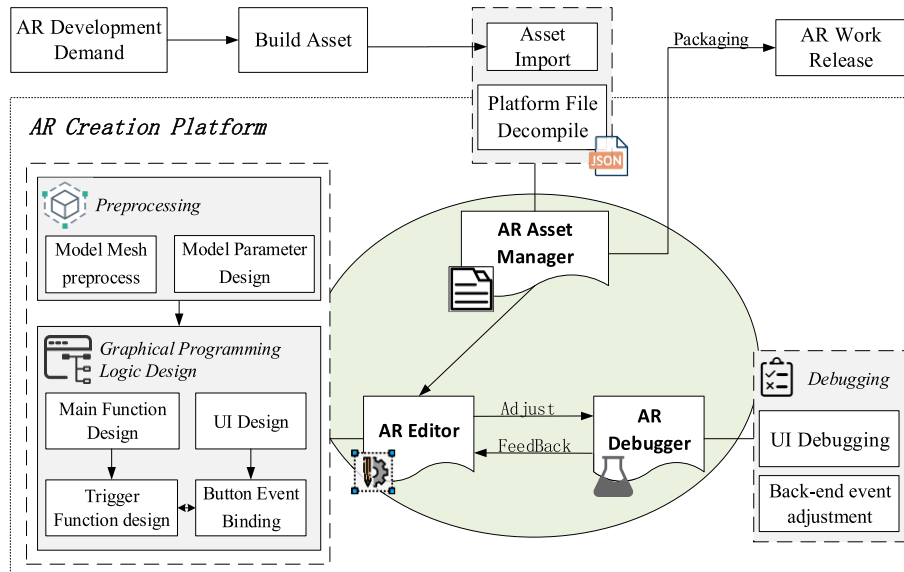 AR Development
Demand
Build Asset
Asset
Import
Packaging
AR Work
Release
Platform File
Decompile
JSON
AR Creation Platform
Preprocessing
Model Mesh
preprocess
Model Parameter
Design
AR Asset
Manager
Graphical Programming
Logic Design
Main Function
Design
UI Design
Trigger
Function design
Button Event
Binding
AR Editor
Adjust
FeedBack
AR
Debugger
Debugging
UI Debugging
Back-end event
adjustment